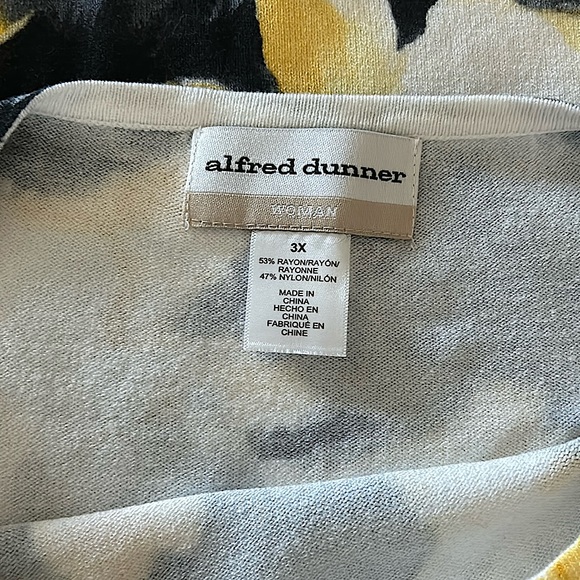 alfred dunner
WOMAN
3X
53% RAYON/RAYÓN/
RAYONNE
47% NYLON/NILÓN
MADE IN
CHINA
HECHO EN
CHINA
FABRIQUÉ EN
CHINE